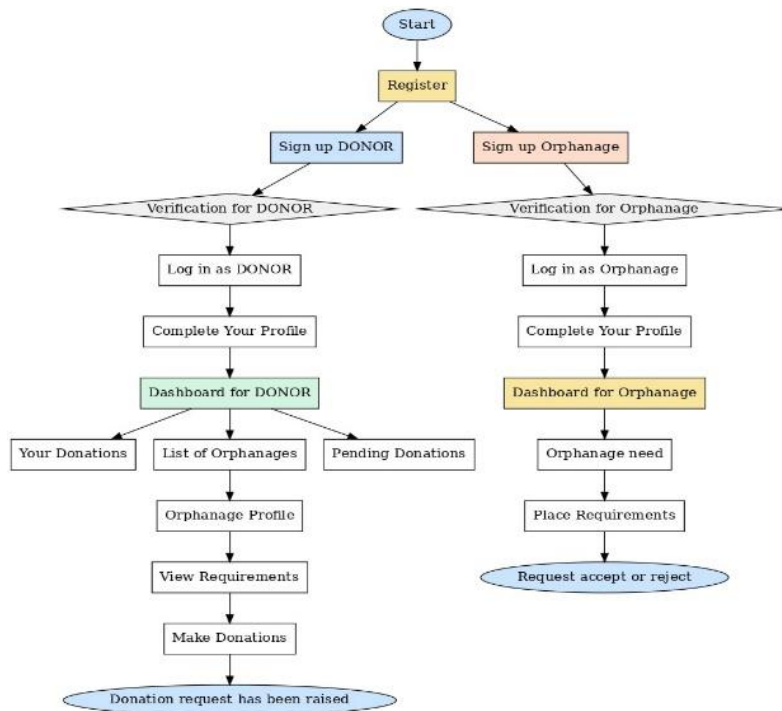 Start
Register
Sign up DONOR
Sign up Orphanage
Verification for DONOR
Verification for Orphanage
Log in as DONOR
Log in as Orphanage
Complete Your Profile
Complete Your Profile
Dashboard for DONOR
Dashboard for Orphanage
Your Donations
List of Orphanages
Pending Donations
Orphanage need
Orphanage Profile
Place Requirements
View Requirements
Request accept or reject
Make Donations
Donation request has been raised